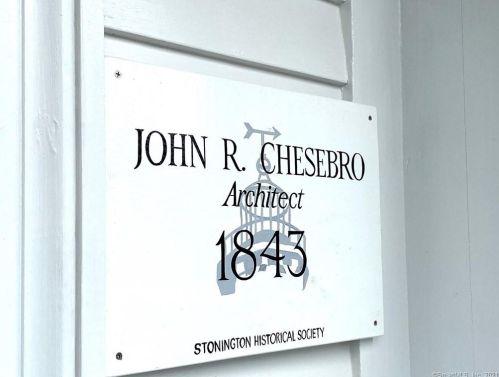 JOHN R. CHESEBRO
Architect
1843
STONINGTON HISTORICAL SOCIETY